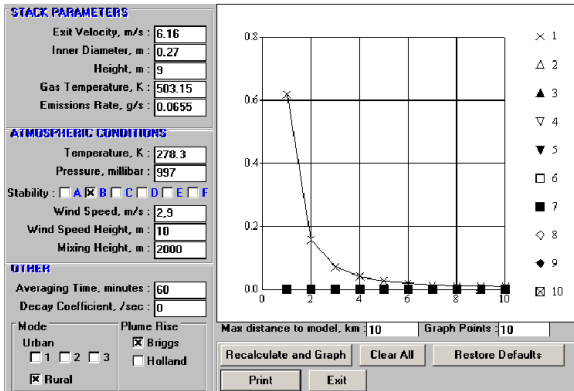 STACK PARAMETERS
Exit Velocity, m/s : 6.16
Inner Diameter, m : 0.27
Height, m : 9
Gas Temperature, K : 503.15
Emissions Rate, g/s : 0.0655
ATMOSPHERIC CONDITIONS
Temperature, K : 278.3
Pressure, millibar : 997
Stability : A B C D E F
Wind Speed, m/s : 2.9
Wind Speed Height, m : 10
Mixing Height, m : 2000
OTHER
Averaging Time, minutes : 60
Decay Coefficient, /sec : 0
Mode
Urban
1 2 3
Rural
Plume Rise
Briggs
Holland
0.8
0.6
0.4
0.2
0.0
0 2 4 6 8 10
1
2
3
4
5
6
7
8
9
10
Max distance to model, km : 10 Graph Points : 10
Recalculate and Graph Clear All Restore Defaults
Print Exit